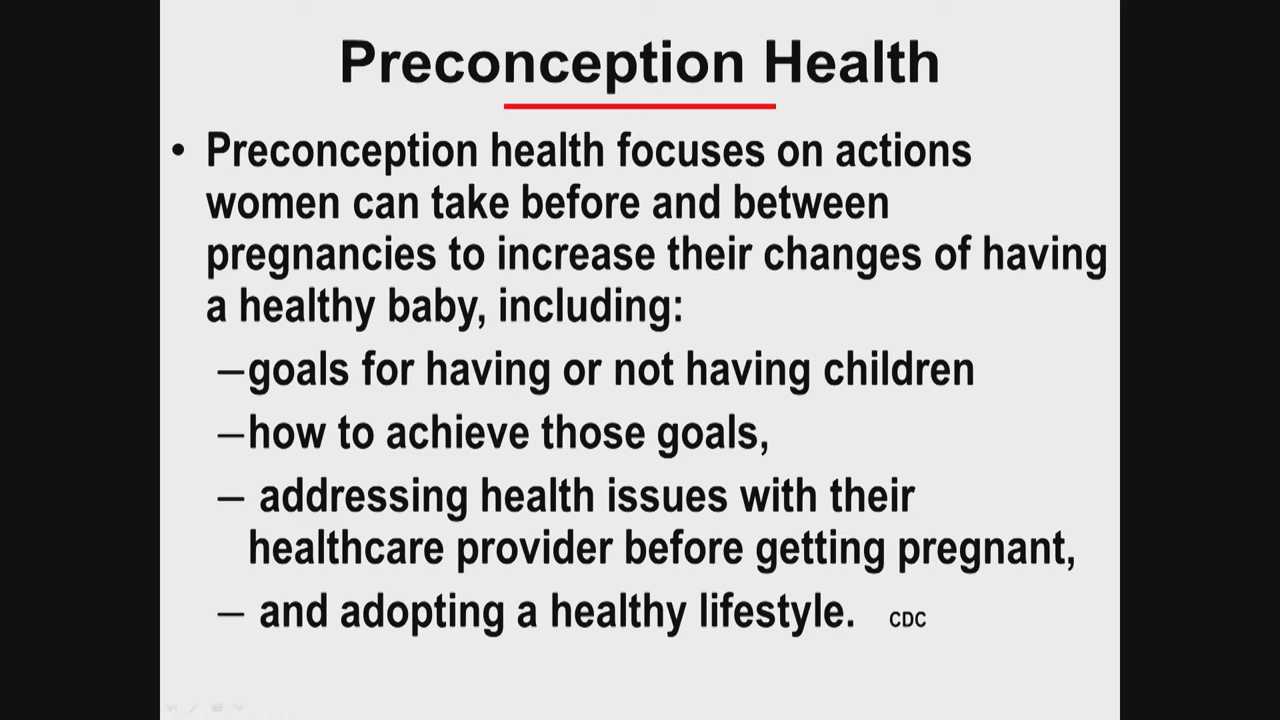 Preconception Health
• Preconception health focuses on actions
women can take before and between
pregnancies to increase their changes of having
a healthy baby, including:
–goals for having or not having children
–how to achieve those goals,
– addressing health issues with their
healthcare provider before getting pregnant,
– and adopting a healthy lifestyle. CDC